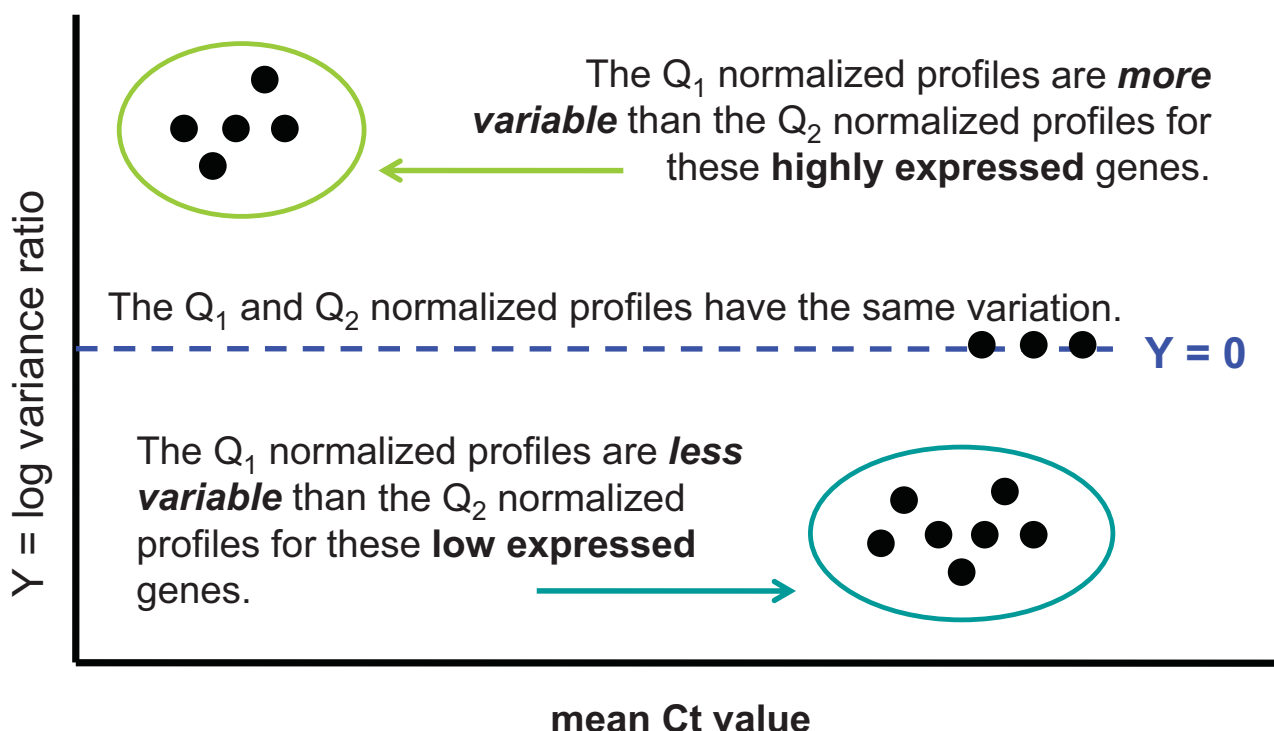 The Q₁ normalized profiles are more
variable than the Q₂ normalized profiles for
these highly expressed genes.
The Q₁ and Q₂ normalized profiles have the same variation.
Y = 0
The Q₁ normalized profiles are less
variable than the Q₂ normalized
profiles for these low expressed
genes.
Y = log variance ratio
mean Ct value